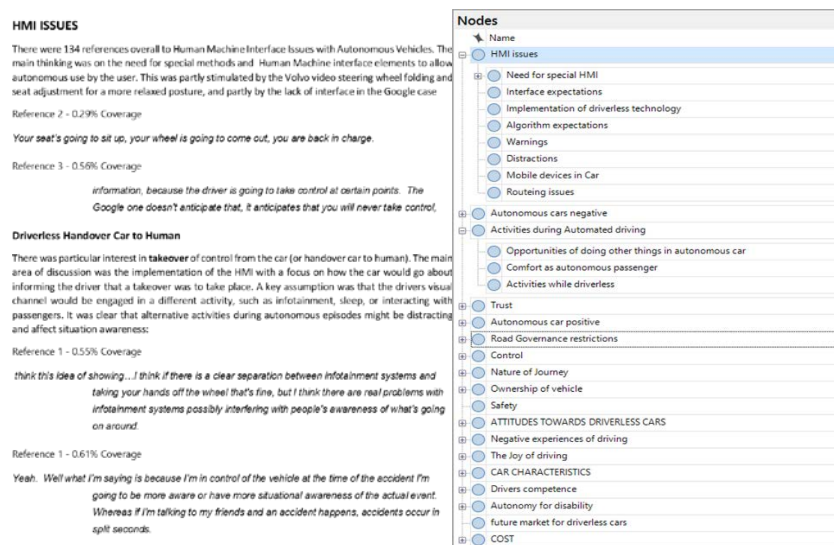 HMI ISSUES
There were 134 references overall to Human Machine Interface Issues with Autonomous Vehicles. The
main thinking was on the need for special methods and Human Machine interface elements to allow
autonomous use by the user. This was partly stimulated by the Volvo video steering wheel folding and
seat adjustment for a more relaxed posture, and partly by the lack of interface in the Google case
Reference 2 - 0.29% Coverage
Your seat's going to sit up, your wheel is going to come out, you are back in charge.
Reference 3 - 0.56% Coverage
information, because the driver is going to take control at certain points. The
Google one doesn't anticipate that, it anticipates that you will never take control,
Driverless Handover Car to Human
There was particular interest in takeover of control from the car (or handover car to human). The main
area of discussion was the implementation of the HMI with a focus on how the car would go about
informing the driver that a takeover was to take place. A key assumption was that the drivers visual
channel would be engaged in a different activity, such as infotainment, sleep, or interacting with
passengers. It was clear that alternative activities during autonomous episodes might be distracting
and affect situation awareness:
Reference 1 - 0.55% Coverage
think this idea of showing...I think if there is a clear separation between infotainment systems and
taking your hands off the wheel that's fine, but I think there are real problems with
infotainment systems possibly interfering with people's awareness of what's going
on around.
Reference 1 - 0.61% Coverage
Yeah. Well what I'm saying is because I'm in control of the vehicle at the time of the accident I'm
going to be more aware or have more situational awareness of the actual event.
Whereas if I'm talking to my friends and an accident happens, accidents occur in
split seconds.
Nodes
Name
HMI issues
Need for special HMI
Interface expectations
Implementation of driverless technology
Algorithm expectations
Warnings
Distractions
Mobile devices in Car
Routeing issues
Autonomous cars negative
Activities during Automated driving
Opportunities of doing other things in autonomous car
Comfort as autonomous passenger
Activities while driverless
Trust
Autonomous car positive
Road Governance restrictions
Control
Nature of Journey
Ownership of vehicle
Safety
ATTITUDES TOWARDS DRIVERLESS CARS
Negative experiences of driving
The Joy of driving
CAR CHARACTERISTICS
Drivers competence
Autonomy for disability
future market for driverless cars
COST